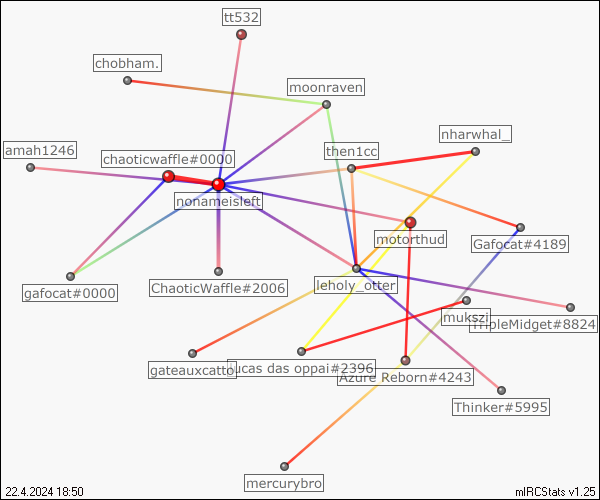 tt532
chobham.
moonraven
nharwhal_
amah1246
then1cc
chaoticwaffle#0000
nonameisleft
motorthud
Gafocat#4189
gafocat#0000
ChaoticWaffle#2006
leholy_otter
mukszi
TripleMidget#8824
gateauxcatto
ucas das oppai#2396
Azure Reborn#4243
Thinker#5995
mercurybro
22.4.2024 18:50
mIRCStats v1.25